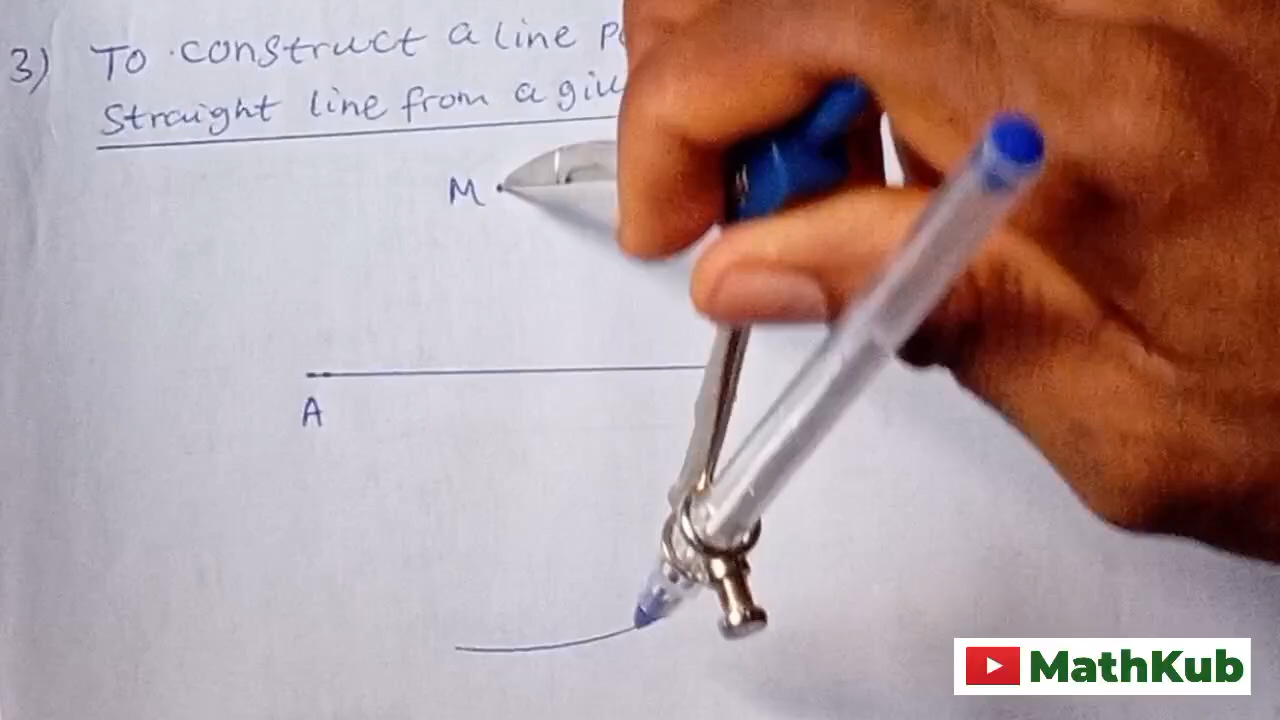 3) To construct a line
Straight line from a
M
A
MathKub